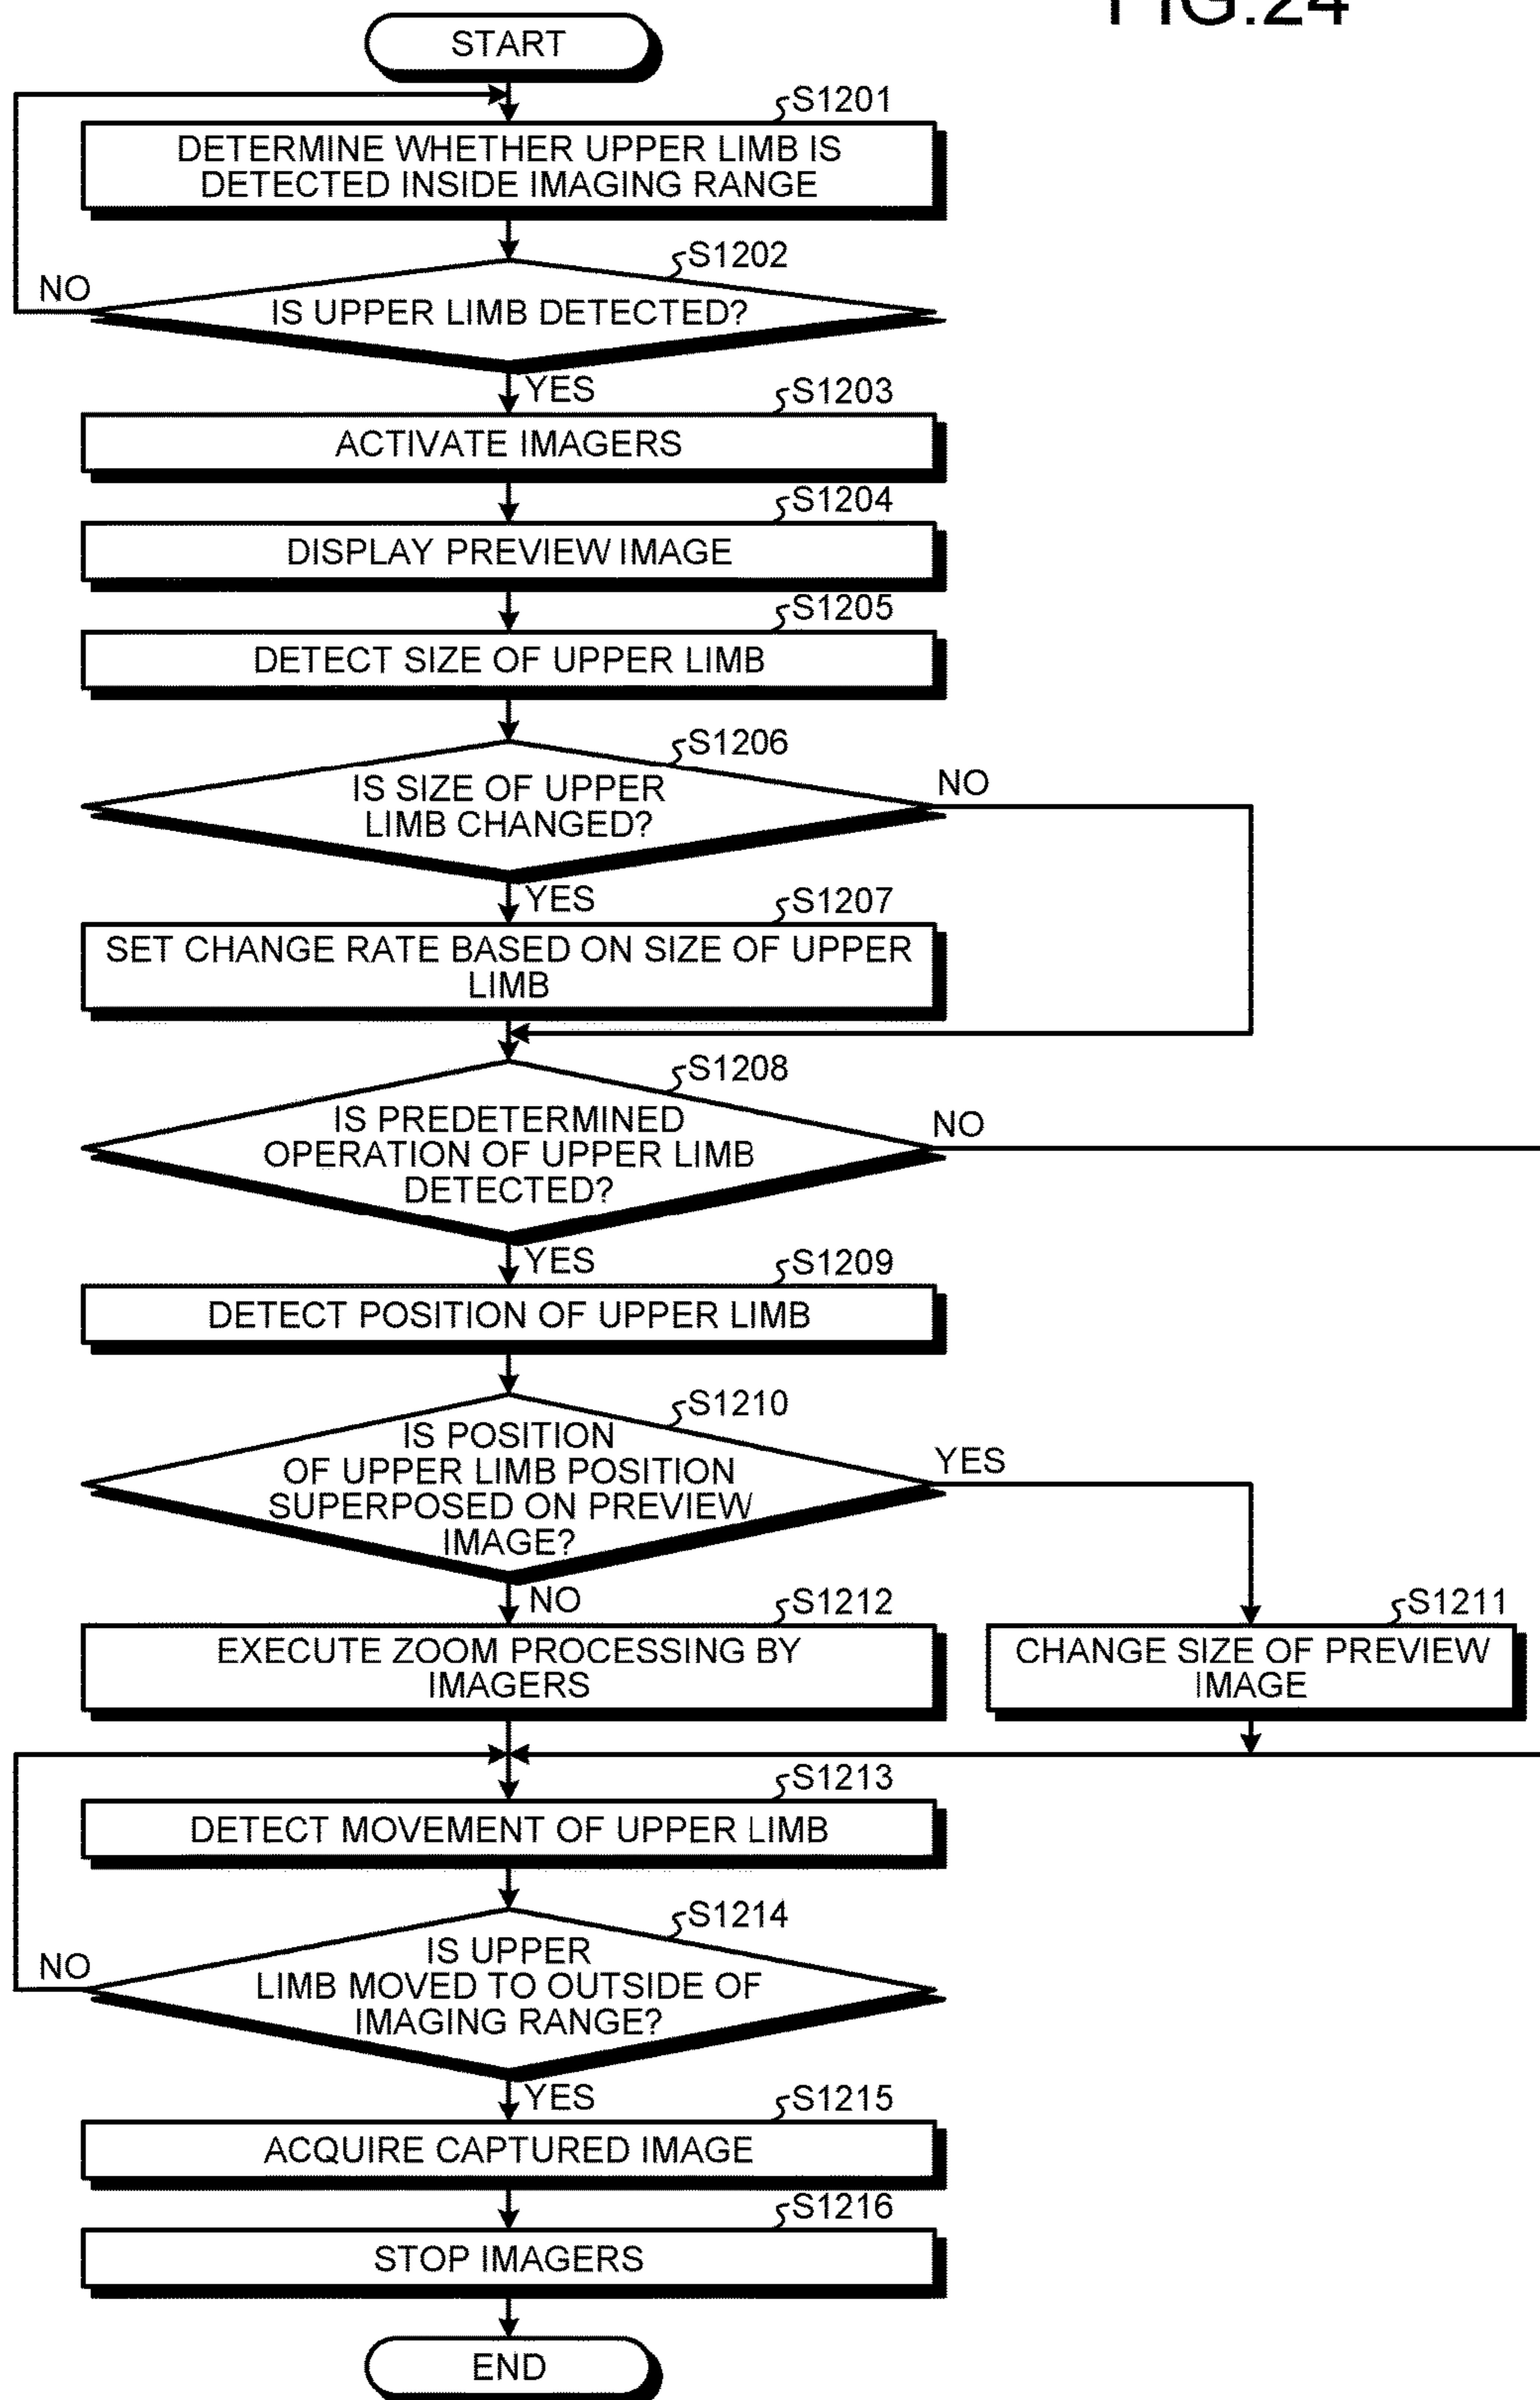 FIG.24
START
S1201
DETERMINE WHETHER UPPER LIMB IS
DETECTED INSIDE IMAGING RANGE
S1202
NO
IS UPPER LIMB DETECTED?
YES
S1203
ACTIVATE IMAGERS
S1204
DISPLAY PREVIEW IMAGE
S1205
DETECT SIZE OF UPPER LIMB
S1206
NO
IS SIZE OF UPPER
LIMB CHANGED?
YES
S1207
SET CHANGE RATE BASED ON SIZE OF UPPER
LIMB
S1208
NO
IS PREDETERMINED
OPERATION OF UPPER LIMB
DETECTED?
YES
S1209
DETECT POSITION OF UPPER LIMB
S1210
IS POSITION
YES
OF UPPER LIMB POSITION
SUPERPOSED ON PREVIEW
IMAGE?
NO
S1212
S1211
EXECUTE ZOOM PROCESSING BY
IMAGERS
CHANGE SIZE OF PREVIEW
IMAGE
S1213
DETECT MOVEMENT OF UPPER LIMB
S1214
NO
IS UPPER
LIMB MOVED TO OUTSIDE OF
IMAGING RANGE?
YES
S1215
ACQUIRE CAPTURED IMAGE
S1216
STOP IMAGERS
END